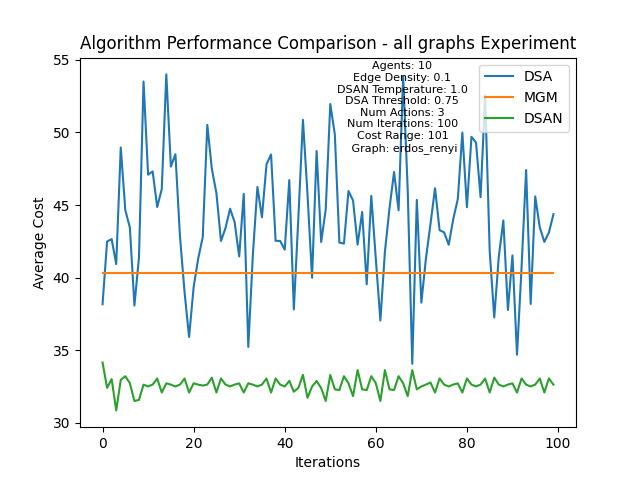 Algorithm Performance Comparison - all graphs Experiment
Agents: 10
Edge Density: 0.1
DSAN Temperature: 1.0
DSA Threshold: 0.75
Num Actions: 3
Num Iterations: 100
Cost Range: 101
Graph: erdos_renyi
DSA
MGM
DSAN
Average Cost
55
50
45
40
35
30
0
20
40
60
80
100
Iterations